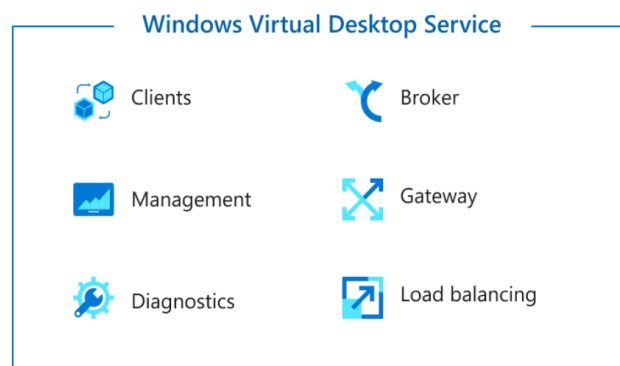 Windows Virtual Desktop Service
Clients
Broker
Management
Gateway
Diagnostics
Load balancing